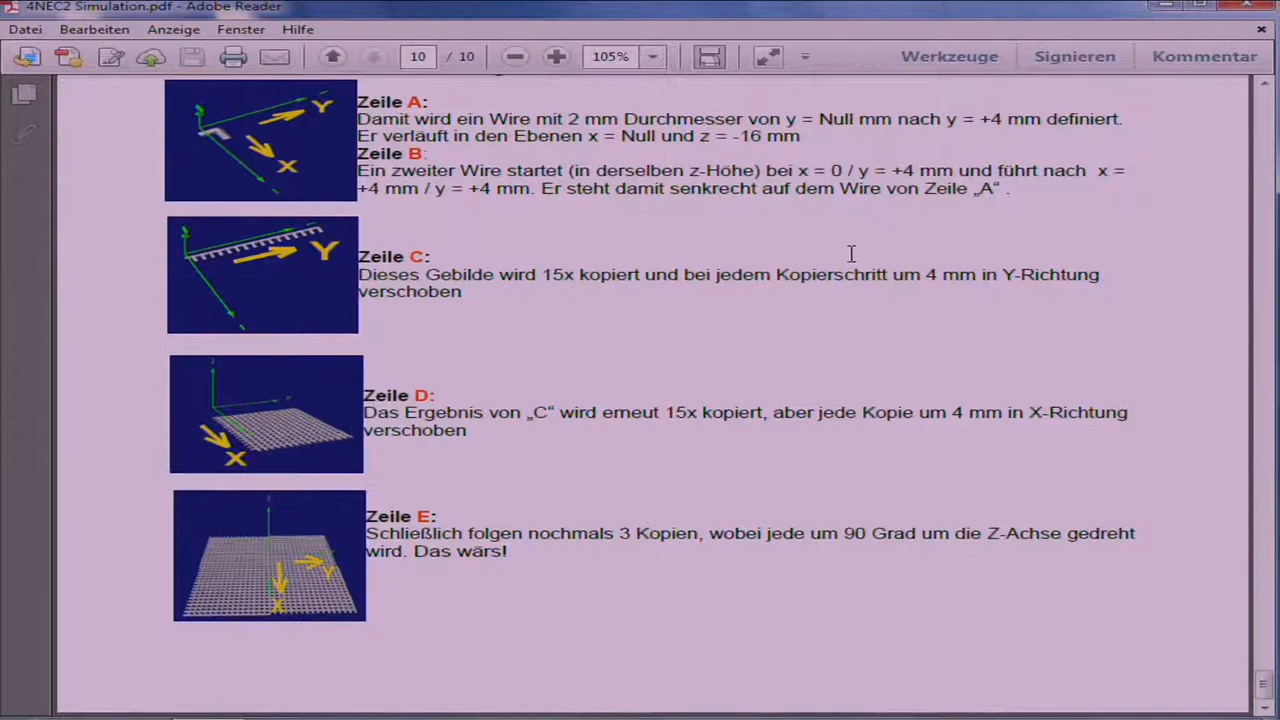 4NEC2 Simulation.pdf - Adobe Reader
Datei Bearbeiten Anzeige Fenster Hilfe
10 / 10 105% Werkzeuge Signieren Kommentar
Zeile A:
Damit wird ein Wire mit 2 mm Durchmesser von y = Null mm nach y = +4 mm definiert.
Er verläuft in den Ebenen x = Null und z = -16 mm
Zeile B:
Ein zweiter Wire startet (in derselben z-Höhe) bei x = 0 / y = +4 mm und führt nach x =
+4 mm / y = +4 mm. Er steht damit senkrecht auf dem Wire von Zeile „A“ .
Y
X
Zeile C:
Dieses Gebilde wird 15x kopiert und bei jedem Kopierschritt um 4 mm in Y-Richtung
verschoben
Y
Zeile D:
Das Ergebnis von „C“ wird erneut 15x kopiert, aber jede Kopie um 4 mm in X-Richtung
verschoben
X
Zeile E:
Schließlich folgen nochmals 3 Kopien, wobei jede um 90 Grad um die Z-Achse gedreht
wird. Das wärs!
Y
X